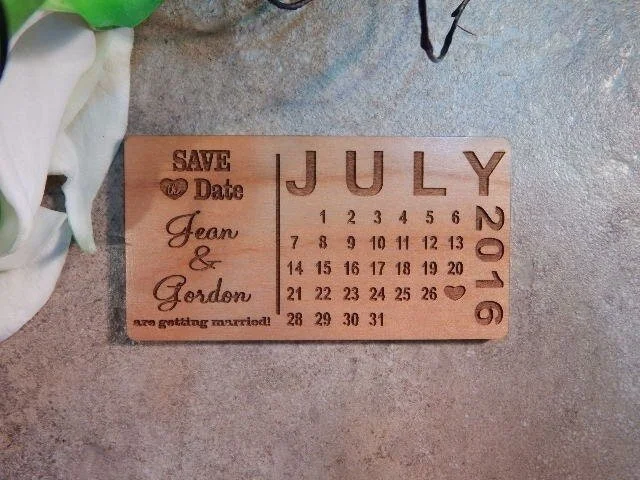 SAVE
the Date
Jean
&
Gordon
are getting married!
JULY
2016
1 2 3 4 5 6
7 8 9 10 11 12 13
14 15 16 17 18 19 20
21 22 23 24 25 26
28 29 30 31